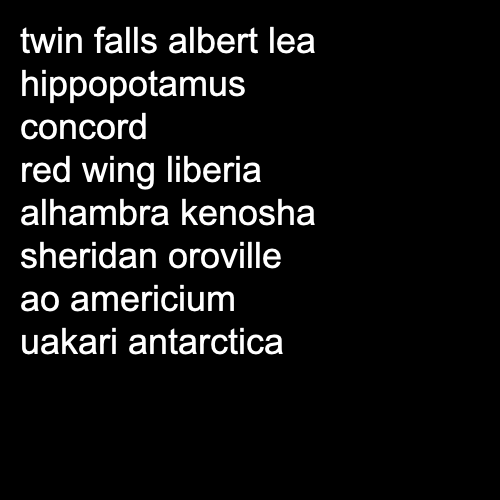 twin falls albert lea
hippopotamus
concord
red wing liberia
alhambra kenosha
sheridan oroville
ao americium
uakari antarctica